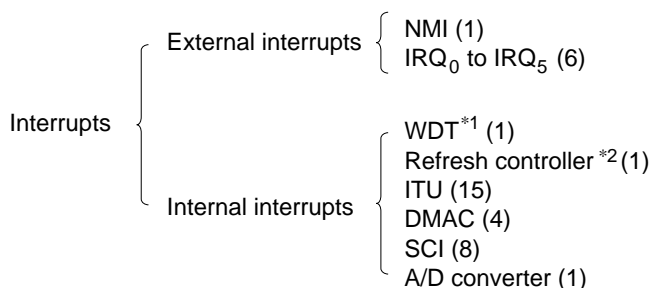 Interrupts
External interrupts
NMI (1)
IRQ0 to IRQ5 (6)
Internal interrupts
WDT*1 (1)
Refresh controller *2 (1)
ITU (15)
DMAC (4)
SCI (8)
A/D converter (1)